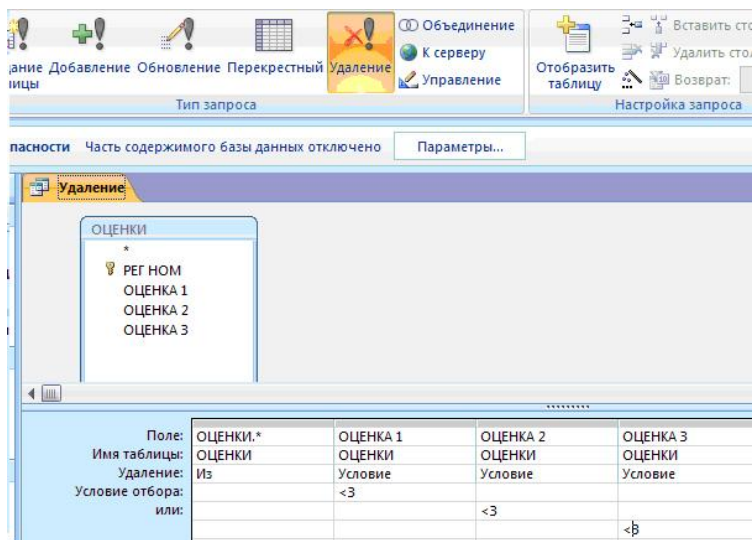 Объединение
Вставить сто
К серверу
Удалить стол
дание Добавление Обновление Перекрестный Удаление
Управление
Отобразить
Возврат:
лицы
таблицу
Тип запроса
Настройка запроса
пасности Часть содержимого базы данных отключено Параметры...
Удаление
ОЦЕНКИ
*
РЕГ НОМ
ОЦЕНКА 1
ОЦЕНКА 2
ОЦЕНКА 3
Поле: ОЦЕНКИ.* ОЦЕНКА 1 ОЦЕНКА 2 ОЦЕНКА 3
Имя таблицы: ОЦЕНКИ ОЦЕНКИ ОЦЕНКИ ОЦЕНКИ
Удаление: Из Условие Условие Условие
Условие отбора: <3
или: <3
<3